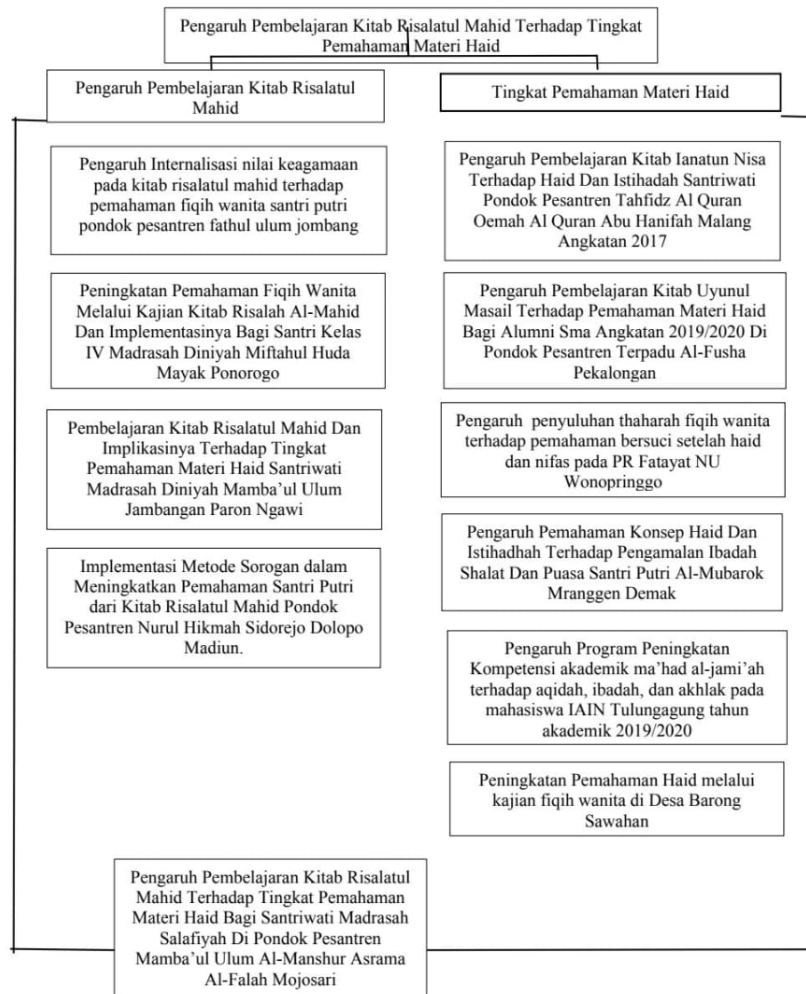 Pengaruh Pembelajaran Kitab Risalatul Mahid Terhadap Tingkat
Pemahaman Materi Haid
Pengaruh Pembelajaran Kitab Risalatul
Mahid
Tingkat Pemahaman Materi Haid
Pengaruh Internalisasi nilai keagamaan
pada kitab risalatul mahid terhadap
pemahaman fiqih wanita santri putri
pondok pesantren fathul ulum jombang
Peningkatan Pemahaman Fiqih Wanita
Melalui Kajian Kitab Risalah Al-Mahid
Dan Implementasinya Bagi Santri Kelas
IV Madrasah Diniyah Miftahul Huda
Mayak Ponorogo
Pembelajaran Kitab Risalatul Mahid Dan
Implikasinya Terhadap Tingkat
Pemahaman Materi Haid Santriwati
Madrasah Diniyah Mamba'ul Ulum
Jambangan Paron Ngawi
Implementasi Metode Sorogan dalam
Meningkatkan Pemahaman Santri Putri
dari Kitab Risalatul Mahid Pondok
Pesantren Nurul Hikmah Sidorejo Dolopo
Madiun.
Pengaruh Pembelajaran Kitab Ianatun Nisa
Terhadap Haid Dan Istihadah Santriwati
Pondok Pesantren Tahfidz Al Quran
Oemah Al Quran Abu Hanifah Malang
Angkatan 2017
Pengaruh Pembelajaran Kitab Uyunul
Masail Terhadap Pemahaman Materi Haid
Bagi Alumni Sma Angkatan 2019/2020 Di
Pondok Pesantren Terpadu Al-Fusha
Pekalongan
Pengaruh penyuluhan thaharah fiqih wanita
terhadap pemahaman bersuci setelah haid
dan nifas pada PR Fatayat NU
Wonopringgo
Pengaruh Pemahaman Konsep Haid Dan
Istihadhah Terhadap Pengamalan Ibadah
Shalat Dan Puasa Santri Putri Al-Mubarok
Mranggen Demak
Pengaruh Program Peningkatan
Kompetensi akademik ma'had al-jami'ah
terhadap aqidah, ibadah, dan akhlak pada
mahasiswa IAIN Tulungagung tahun
akademik 2019/2020
Peningkatan Pemahaman Haid melalui
kajian fiqih wanita di Desa Barong
Sawahan
Pengaruh Pembelajaran Kitab Risalatul
Mahid Terhadap Tingkat Pemahaman
Materi Haid Bagi Santriwati Madrasah
Salafiyah Di Pondok Pesantren
Mamba'ul Ulum Al-Manshur Asrama
Al-Falah Mojosari